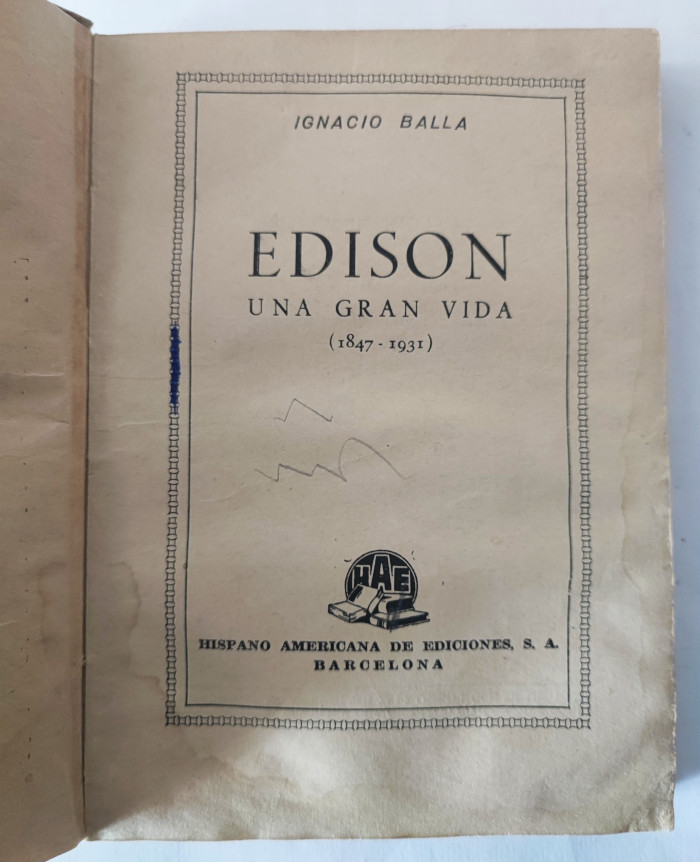 IGNACIO BALLA
EDISON
UNA GRAN VIDA
(1847-1931)
HAE
HISPANO AMERICANA DE EDICIONES, S. A.
BARCELONA